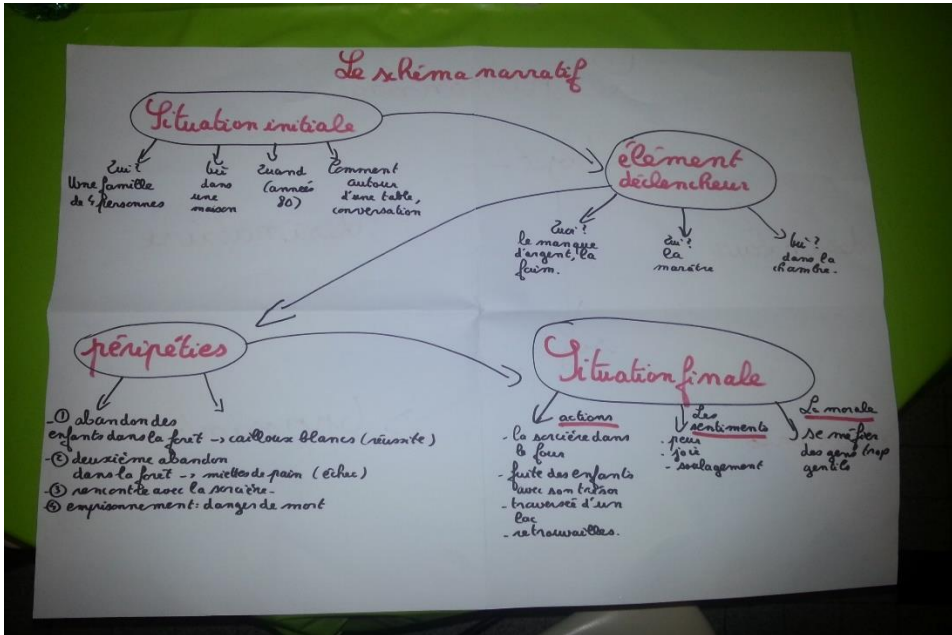 Le schéma narratif
Situation initiale
Qui?
Une famille
de 4 personnes
Où
dans
une
maison
Quand
(années
80)
Comment
autour
d'une table,
conversation
élément
déclencheur
Quoi?
le manque
d'argent, la
faim.
Qui?
la
marâtre
Où?
dans la
chambre.
péripéties
-① abandon des
enfants dans la forêt → cailloux blancs (réussite)
-② deuxième abandon
dans la forêt → miettes de pain (échec)
-③ rencontre avec la sorcière.
④ emprisonnement: danger de mort
Situation finale
actions
- la sorcière dans
le four
- fuite des enfants
avec son trésor
- traversée d'un
lac
- retrouvailles.
Les
sentiments
- peur
- joie
- soulagement
La morale
se méfier
des gens trop
gentils